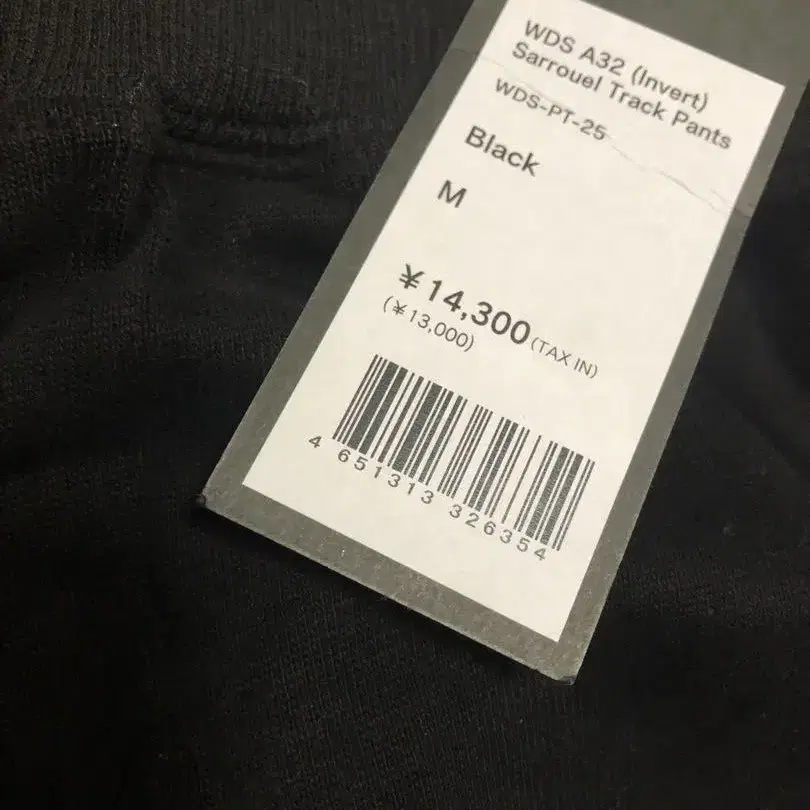 WDS A32 (Invert)
Sarrouel Track Pants
WDS-PT-25
Black
M
¥14,300(TAX IN)
(¥13,000)
4 651313 326354